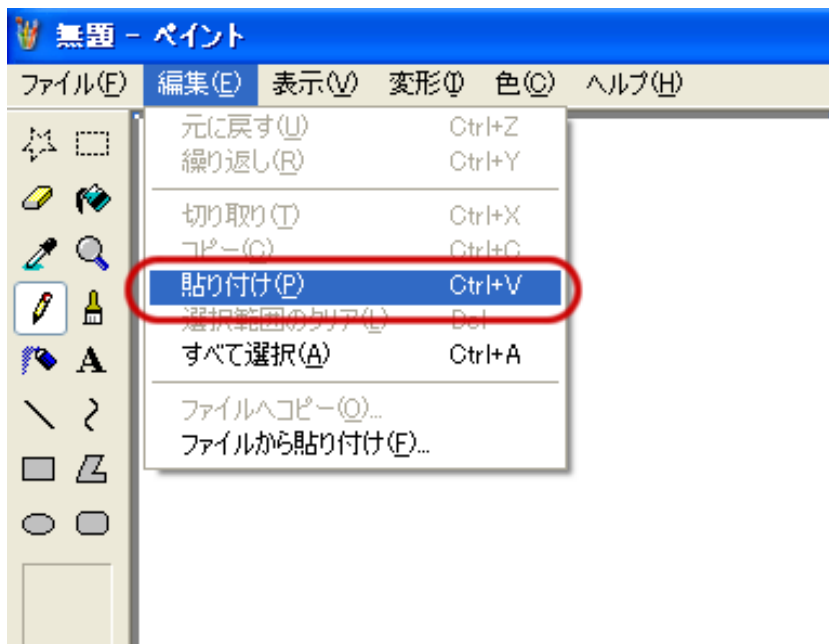 無題 - ペイント
ファイル(F) 編集(E) 表示(V) 変形(I) 色(C) ヘルプ(H)
元に戻す(U) Ctrl+Z
繰り返し(R) Ctrl+Y
切り取り(T) Ctrl+X
コピー(C) Ctrl+C
貼り付け(P) Ctrl+V
選択範囲のクリア(L) Del
すべて選択(A) Ctrl+A
ファイルへコピー(O)...
ファイルから貼り付け(F)...
A